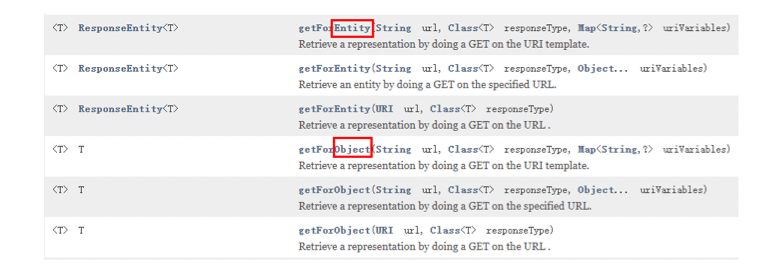 <T> ResponseEntity<T> getForEntity(String url, Class<T> responseType, Map<String,?> uriVariables)
Retrieve a representation by doing a GET on the URI template.
<T> ResponseEntity<T> getForEntity(String url, Class<T> responseType, Object... uriVariables)
Retrieve an entity by doing a GET on the specified URL.
<T> ResponseEntity<T> getForEntity(URI url, Class<T> responseType)
Retrieve a representation by doing a GET on the URL .
<T> T getForObject(String url, Class<T> responseType, Map<String,?> uriVariables)
Retrieve a representation by doing a GET on the URI template.
<T> T getForObject(String url, Class<T> responseType, Object... uriVariables)
Retrieve a representation by doing a GET on the specified URL.
<T> T getForObject(URI url, Class<T> responseType)
Retrieve a representation by doing a GET on the URL .